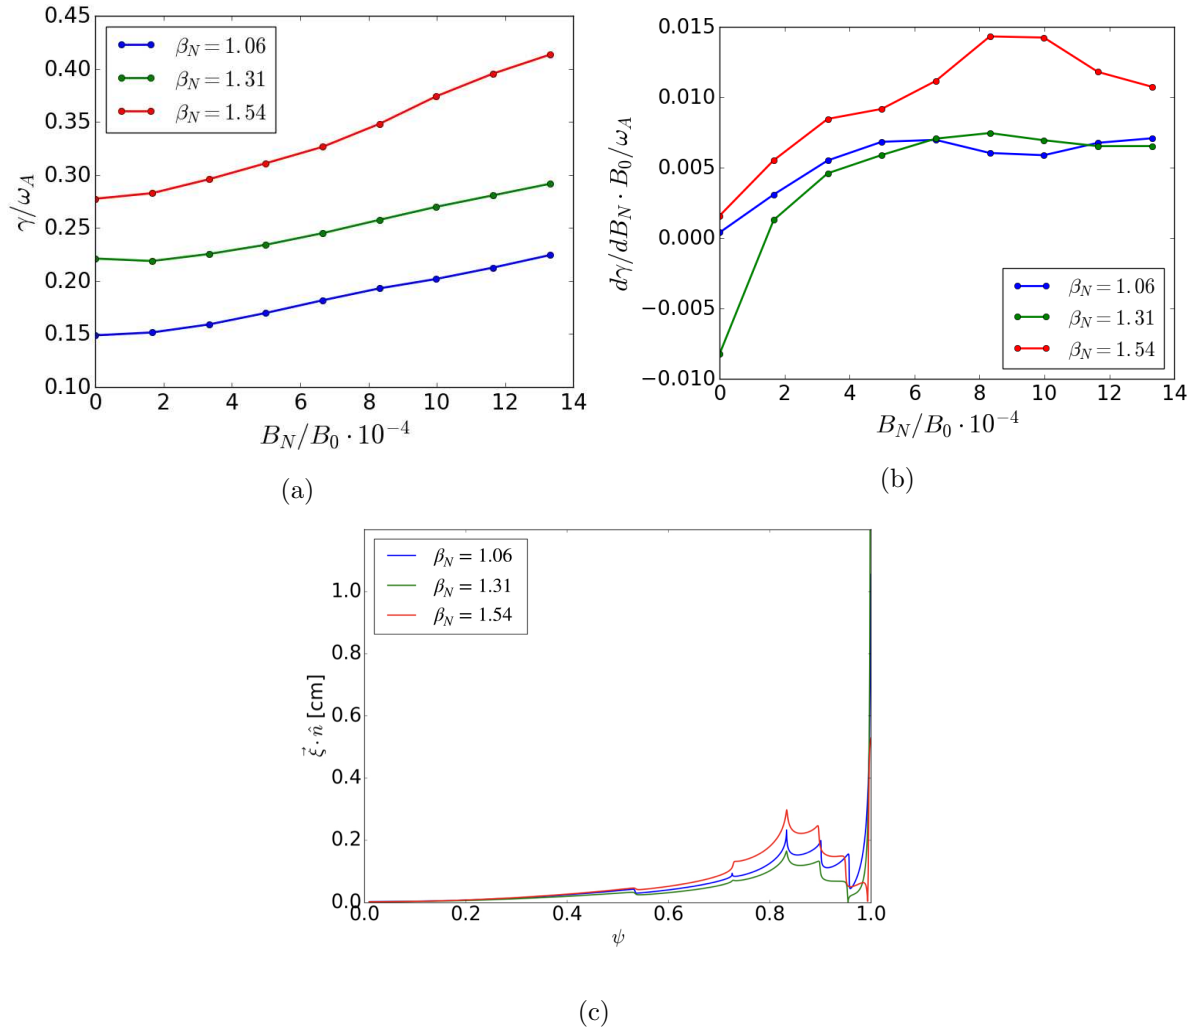 0.45
0.40
0.35
0.30
0.25
0.20
0.15
0.10
γ/ω_A
β_N = 1.06
β_N = 1.31
β_N = 1.54
0 2 4 6 8 10 12 14
B_N/B_0 · 10^{-4}
(a)
0.015
0.010
0.005
0.000
−0.005
−0.010
dγ/dB_N · B_0/ω_A
β_N = 1.06
β_N = 1.31
β_N = 1.54
0 2 4 6 8 10 12 14
B_N/B_0 · 10^{-4}
(b)
β_N = 1.06
β_N = 1.31
β_N = 1.54
1.0
0.8
0.6
0.4
0.2
0.0
ξ⃗ · n̂ [cm]
0.0 0.2 0.4 0.6 0.8 1.0
ψ
(c)